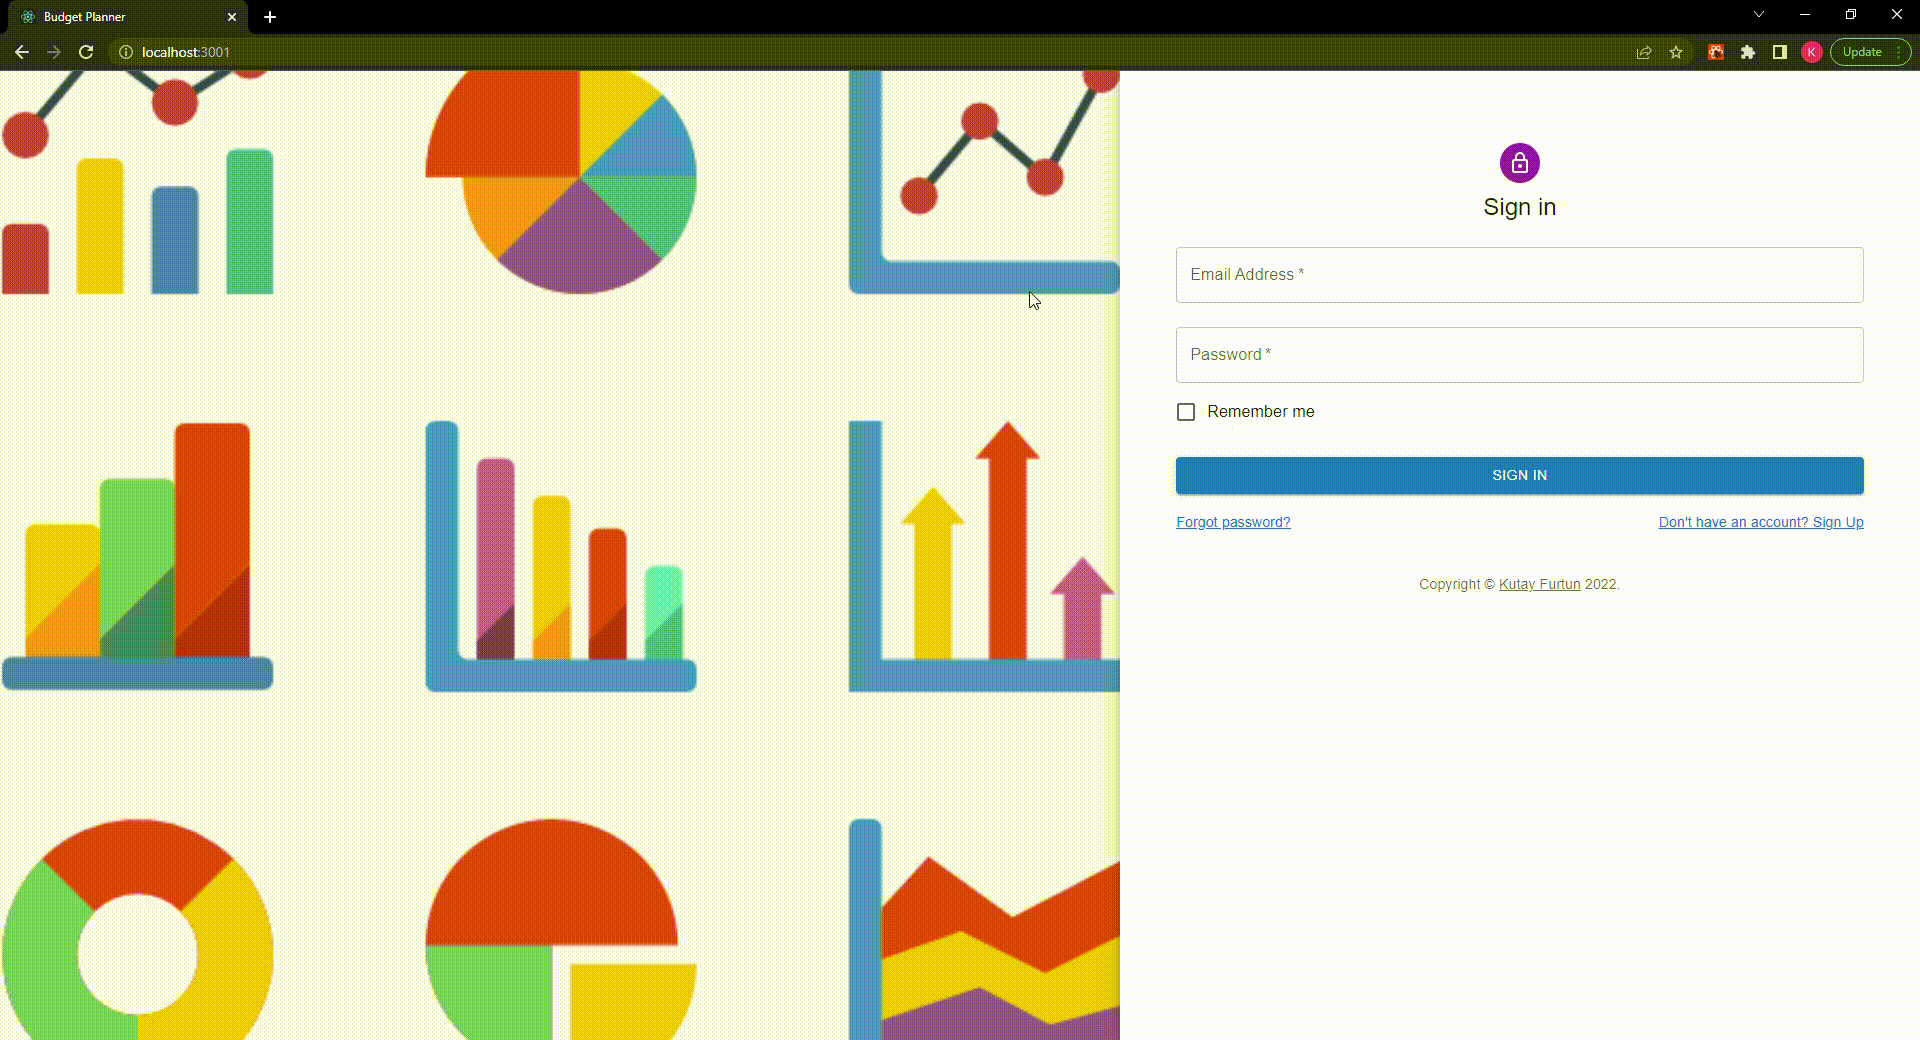 Budget Planner
localhost:3001
K
Update
Sign in
Email Address *
Password *
Remember me
SIGN IN
Forgot password?
Don't have an account? Sign Up
Copyright © Kutay Furtun 2022.